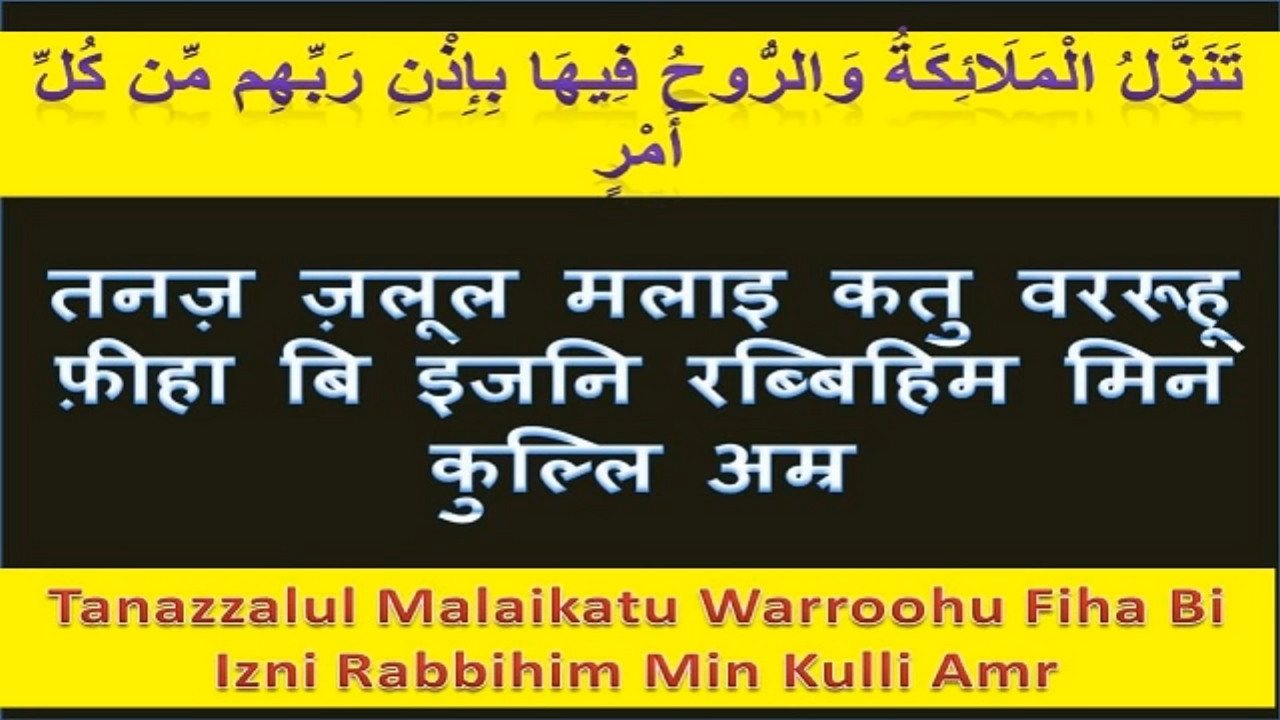 تَنَزَّلُ الْمَلَائِكَةُ وَالرُّوحُ فِيهَا بِإِذْنِ رَبِّهِم مِّن كُلِّ
أَمْرٍ
तनज़ ज़लूल मलाइ कतु वररूहू
फ़ीहा बि इजनि रब्बिहिम मिन
कुल्लि अम्र
Tanazzalul Malaikatu Warroohu Fiha Bi
Izni Rabbihim Min Kulli Amr